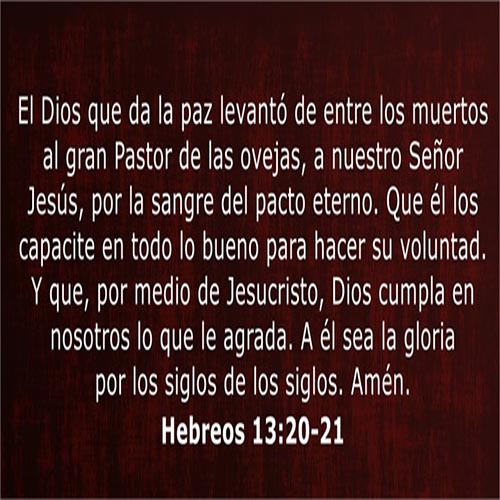 El Dios que da la paz levantó de entre los muertos
al gran Pastor de las ovejas, a nuestro Señor
Jesús, por la sangre del pacto eterno. Que él los
capacite en todo lo bueno para hacer su voluntad.
Y que, por medio de Jesucristo, Dios cumpla en
nosotros lo que le agrada. A él sea la gloria
por los siglos de los siglos. Amén.
Hebreos 13:20-21